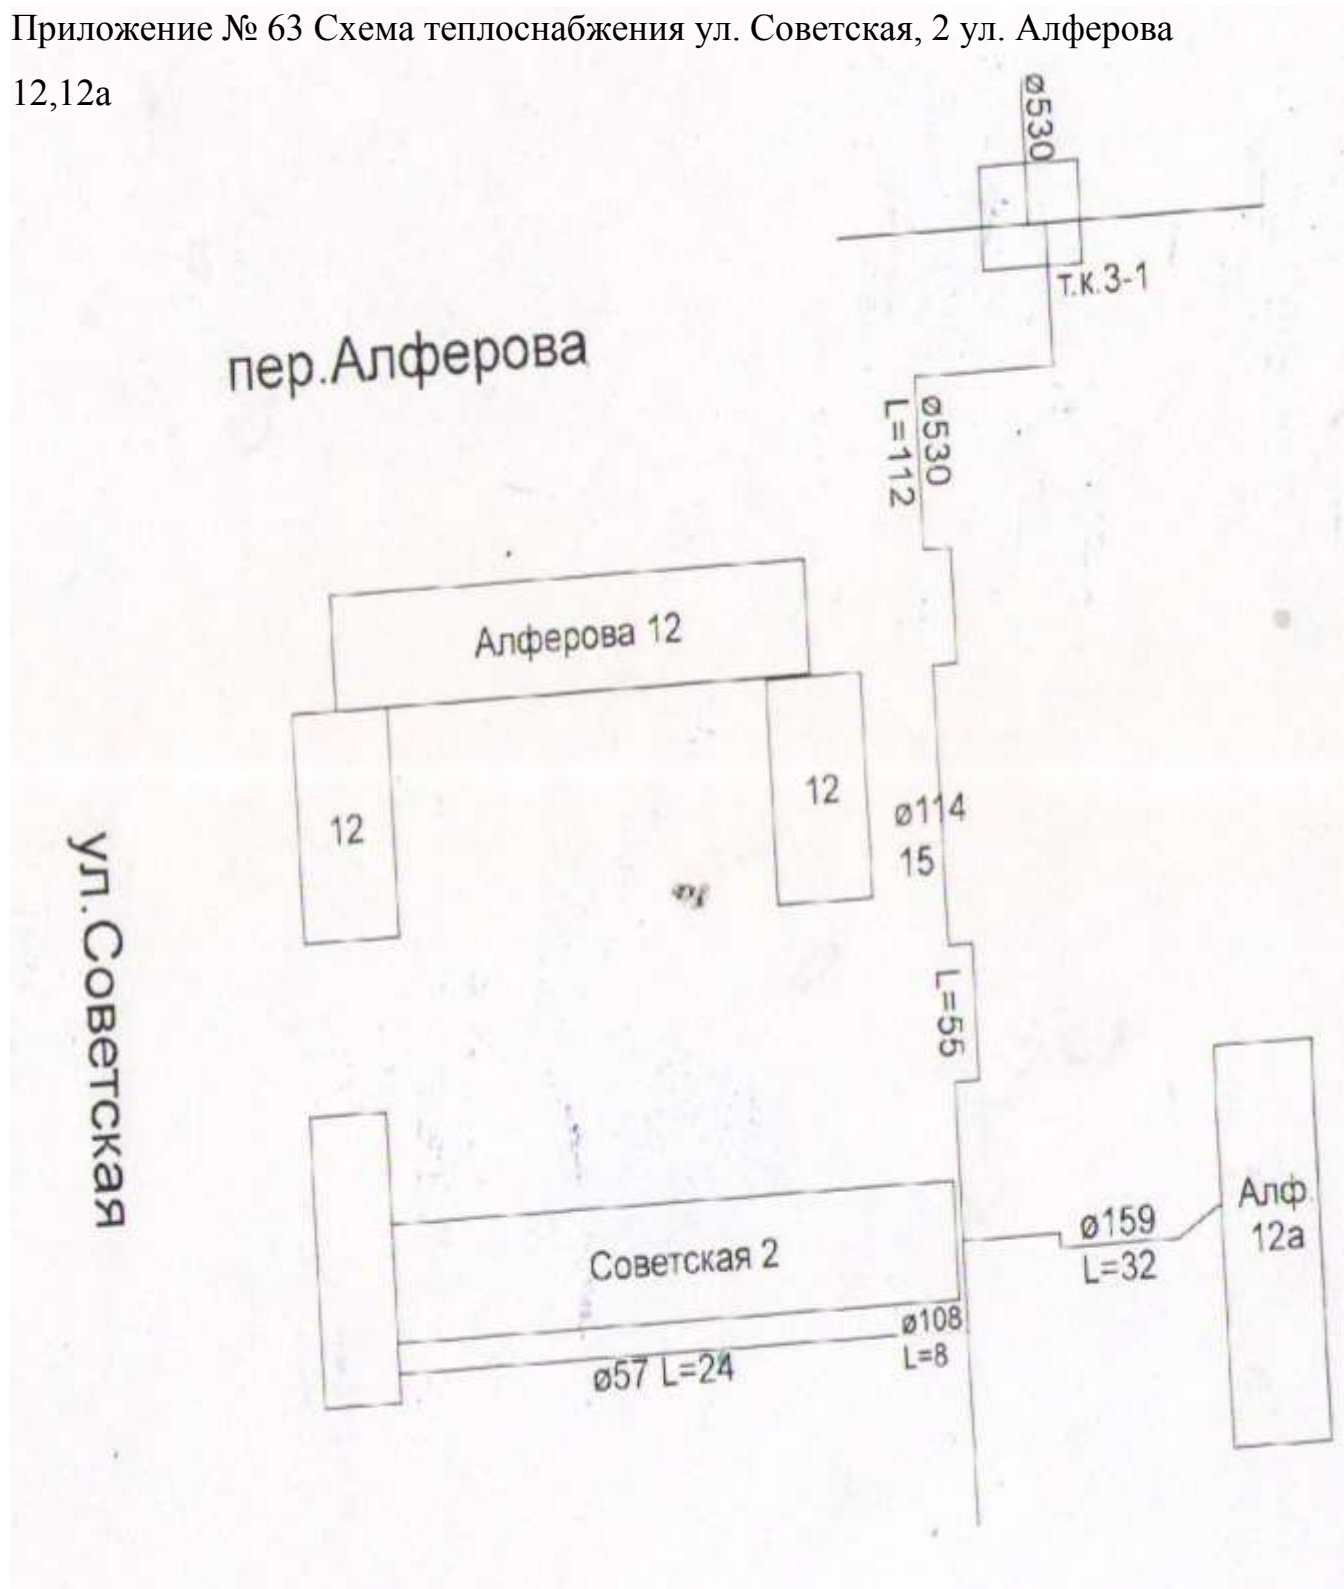 Приложение № 63 Схема теплоснабжения ул. Советская, 2 ул. Алферова
12,12а
ø530
т.к.3-1
пер.Алферова
ø530
L=112
Алферова 12
12
12
ø114
15
ул.Советская
L=55
Алф.
12а
ø159
L=32
Советская 2
ø108
L=8
ø57 L=24